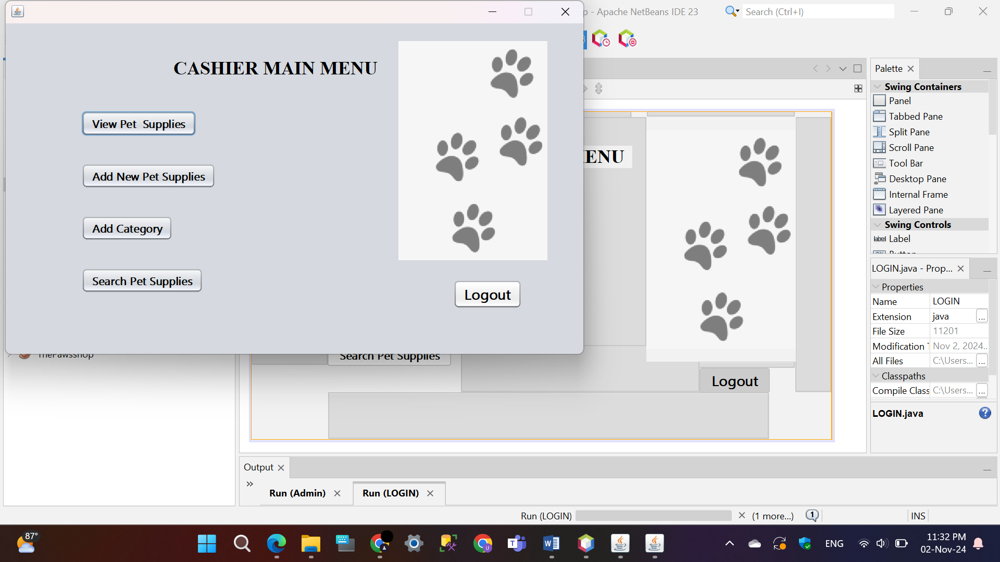 p - Apache NetBeans IDE 23
Search (Ctrl+I)
CASHIER MAIN MENU
View Pet  Supplies
Add New Pet Supplies
Add Category
Search Pet Supplies
Logout
ENU
Search Pet Supplies
Logout
ThePawsshop
Palette
Swing Containers
Panel
Tabbed Pane
Split Pane
Scroll Pane
Tool Bar
Desktop Pane
Internal Frame
Layered Pane
Swing Controls
label Label
LOGIN.java - Prop...
Properties
Name LOGIN
Extension java ...
File Size 11201
Modification Nov 2, 2024...
All Files C:\Users... ...
Classpaths
Compile Class C:\Users... ...
LOGIN.java
Output
Run (Admin)
Run (LOGIN)
Run (LOGIN)
(1 more...)
1
INS
87°
ENG
11:32 PM
02-Nov-24